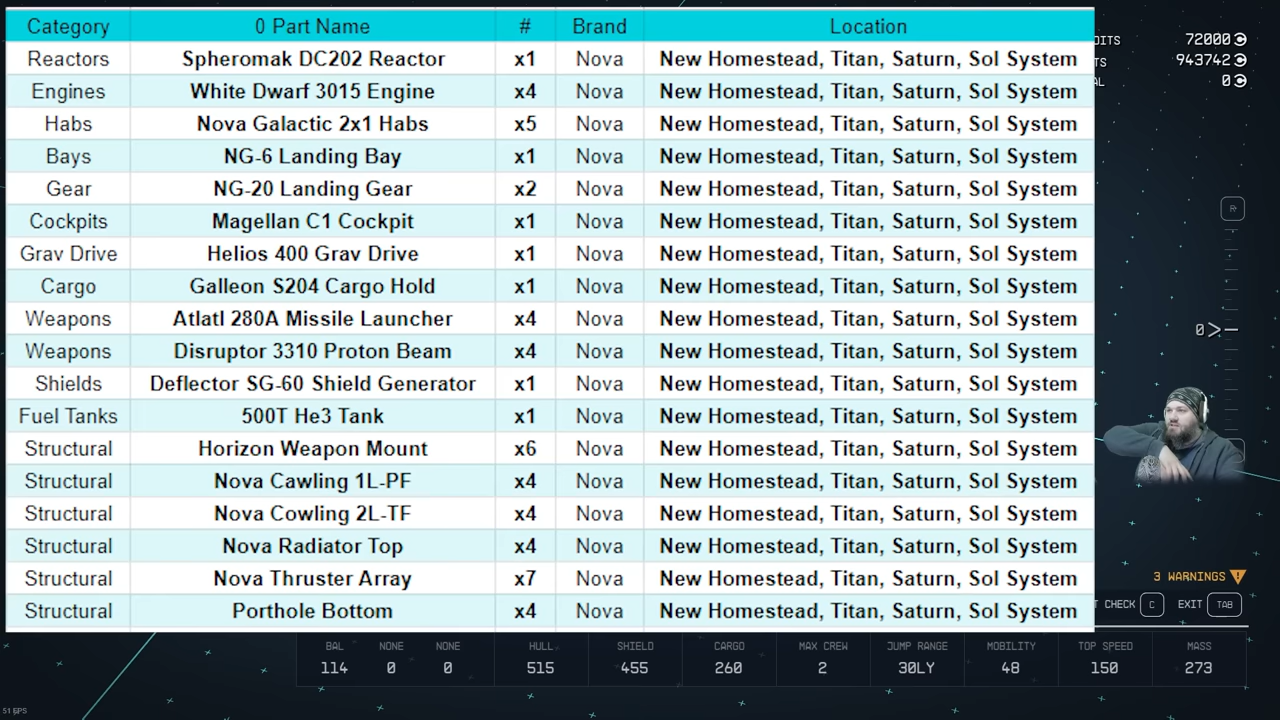 Category 0 Part Name # Brand Location
Reactors Spheromak DC202 Reactor x1 Nova New Homestead, Titan, Saturn, Sol System
Engines White Dwarf 3015 Engine x4 Nova New Homestead, Titan, Saturn, Sol System
Habs Nova Galactic 2x1 Habs x5 Nova New Homestead, Titan, Saturn, Sol System
Bays NG-6 Landing Bay x1 Nova New Homestead, Titan, Saturn, Sol System
Gear NG-20 Landing Gear x2 Nova New Homestead, Titan, Saturn, Sol System
Cockpits Magellan C1 Cockpit x1 Nova New Homestead, Titan, Saturn, Sol System
Grav Drive Helios 400 Grav Drive x1 Nova New Homestead, Titan, Saturn, Sol System
Cargo Galleon S204 Cargo Hold x1 Nova New Homestead, Titan, Saturn, Sol System
Weapons Atlatl 280A Missile Launcher x4 Nova New Homestead, Titan, Saturn, Sol System
Weapons Disruptor 3310 Proton Beam x4 Nova New Homestead, Titan, Saturn, Sol System
Shields Deflector SG-60 Shield Generator x1 Nova New Homestead, Titan, Saturn, Sol System
Fuel Tanks 500T He3 Tank x1 Nova New Homestead, Titan, Saturn, Sol System
Structural Horizon Weapon Mount x6 Nova New Homestead, Titan, Saturn, Sol System
Structural Nova Cawling 1L-PF x4 Nova New Homestead, Titan, Saturn, Sol System
Structural Nova Cowling 2L-TF x4 Nova New Homestead, Titan, Saturn, Sol System
Structural Nova Radiator Top x4 Nova New Homestead, Titan, Saturn, Sol System
Structural Nova Thruster Array x7 Nova New Homestead, Titan, Saturn, Sol System
Structural Porthole Bottom x4 Nova New Homestead, Titan, Saturn, Sol System
DITS 72000
TS 943742
AL 0
R
0
3 WARNINGS
T CHECK C EXIT TAB
BAL NONE NONE HULL SHIELD CARGO MAX CREW JUMP RANGE MOBILITY TOP SPEED MASS
114 0 0 515 455 260 2 30LY 48 150 273
51 FPS